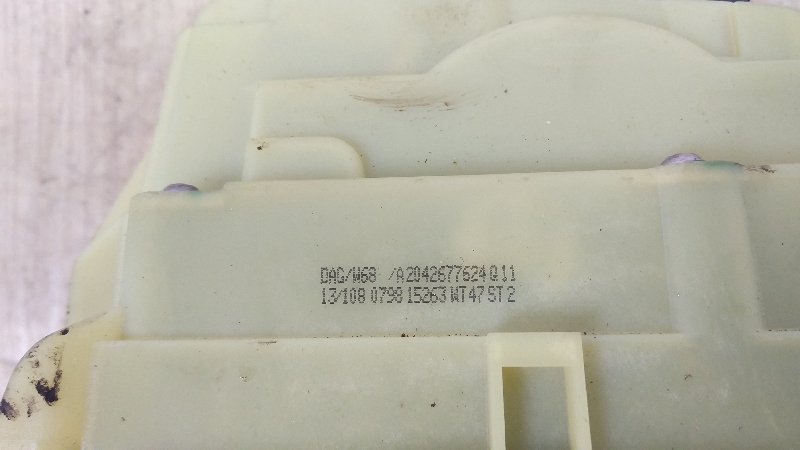 DAG/W68 /A2042677624 Q11
13/108 0798 15263 WT47 ST2